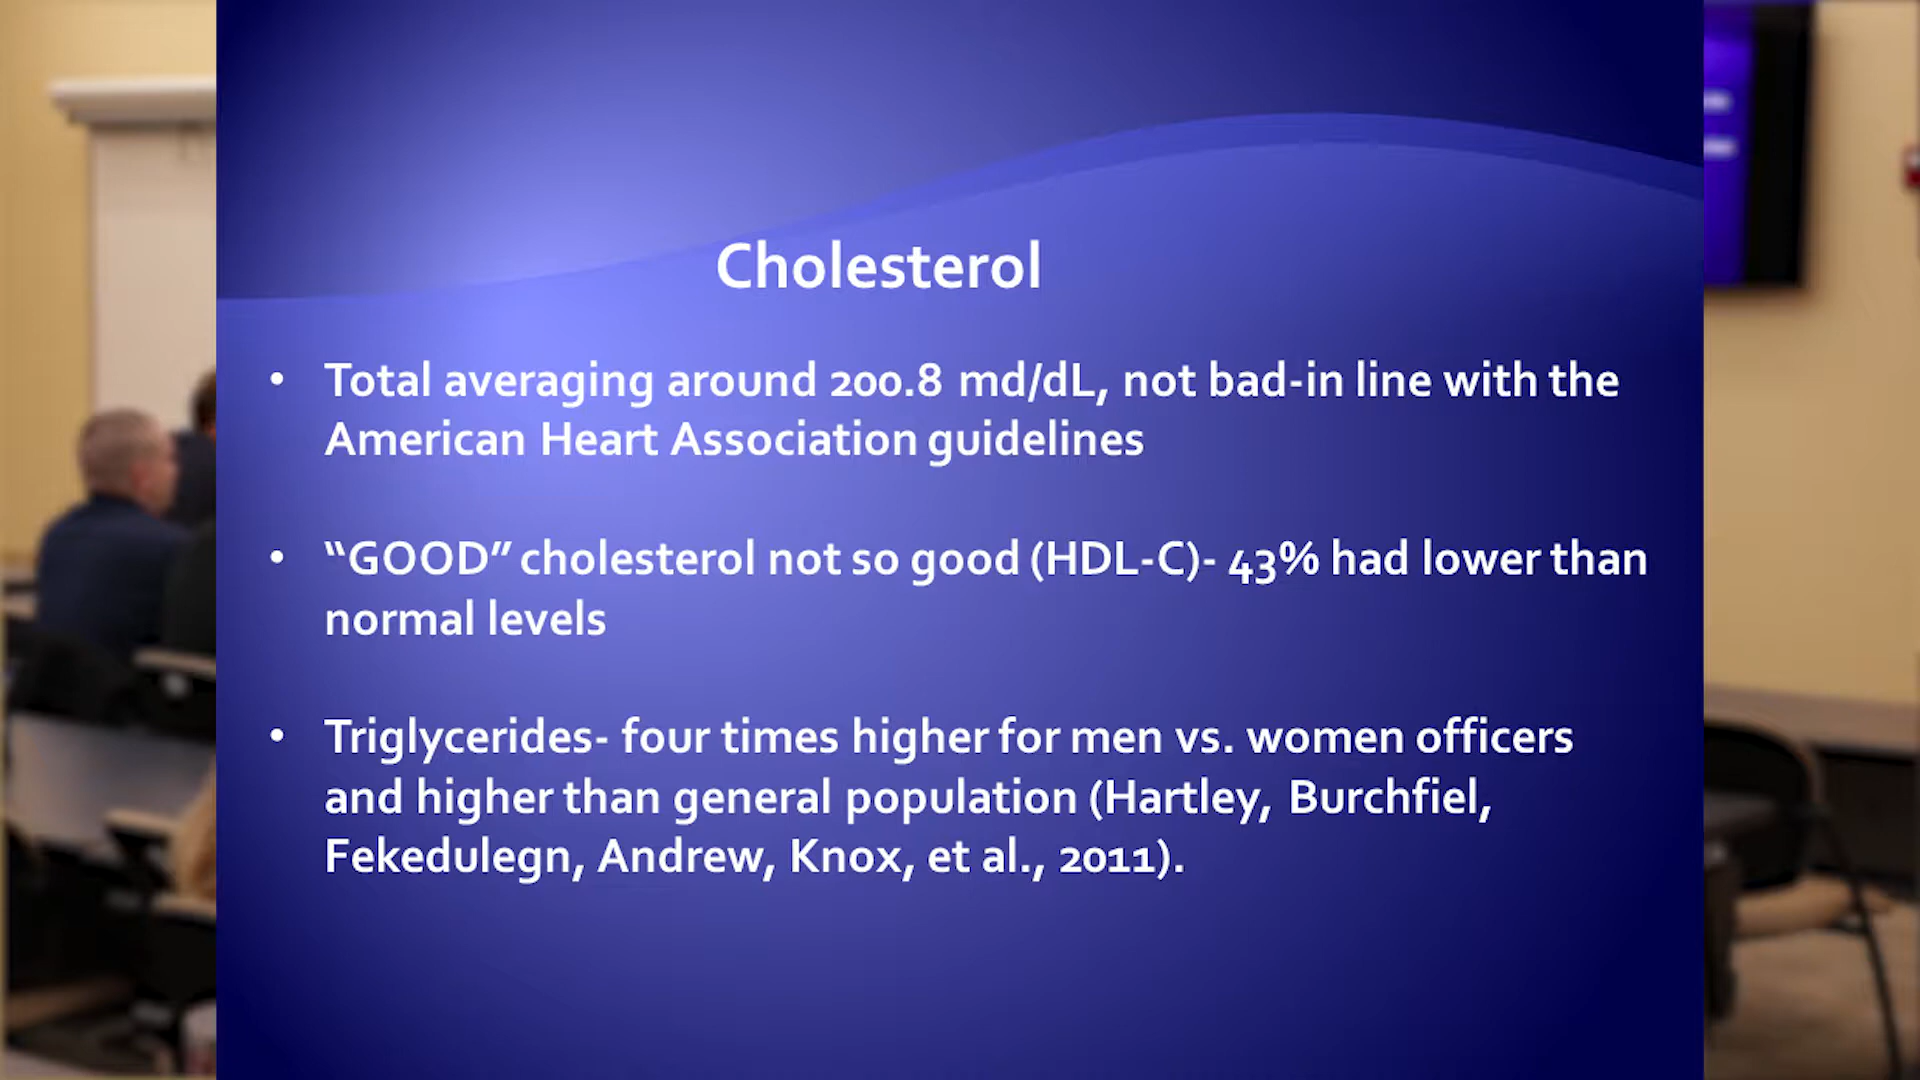 Cholesterol
• Total averaging around 200.8 md/dL, not bad-in line with the
American Heart Association guidelines
• “GOOD” cholesterol not so good (HDL-C)- 43% had lower than
normal levels
• Triglycerides- four times higher for men vs. women officers
and higher than general population (Hartley, Burchfiel,
Fekedulegn, Andrew, Knox, et al., 2011).